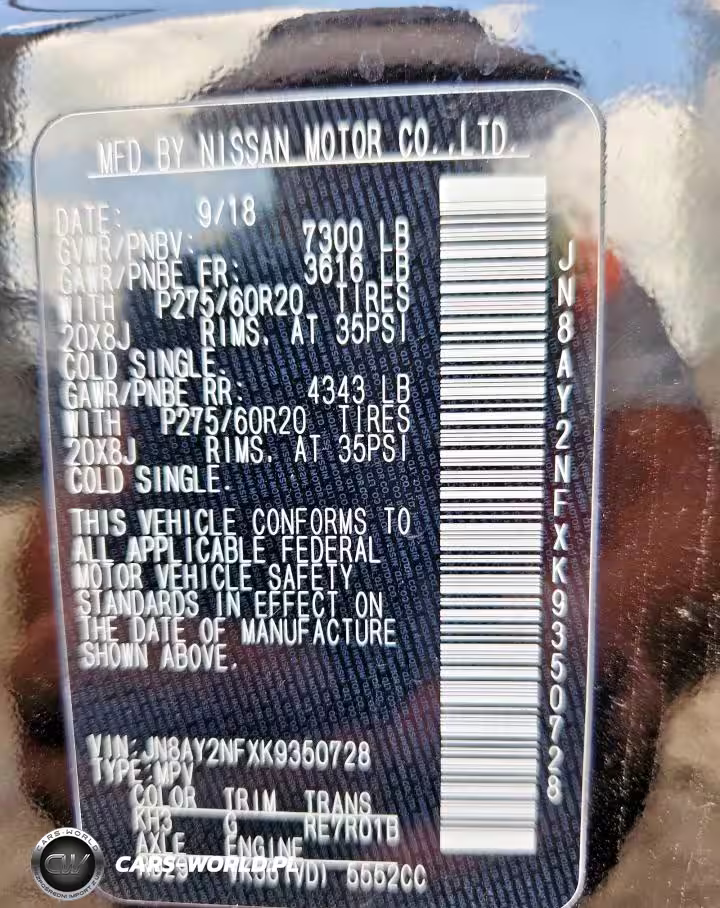 MFD BY NISSAN MOTOR CO.,LTD.
DATE: 9/18
GVWR/PNBV: 7300 LB
GAWR/PNBE FR: 3616 LB
WITH P275/60R20 TIRES
20X8J RIMS. AT 35PSI
COLD SINGLE.
GAWR/PNBE RR: 4343 LB
WITH P275/60R20 TIRES
20X8J RIMS. AT 35PSI
COLD SINGLE.
THIS VEHICLE CONFORMS TO
ALL APPLICABLE FEDERAL
MOTOR VEHICLE SAFETY
STANDARDS IN EFFECT ON
THE DATE OF MANUFACTURE
SHOWN ABOVE.
VIN:JN8AY2NFXK9350728
TYPE:MPV
COLOR TRIM TRANS
KH3 G RE7R01B
AXLE ENGINE
5552CC
JN8AY2NFXK9350728
CARS-WORLD
CW
CARS-WORLD.PL